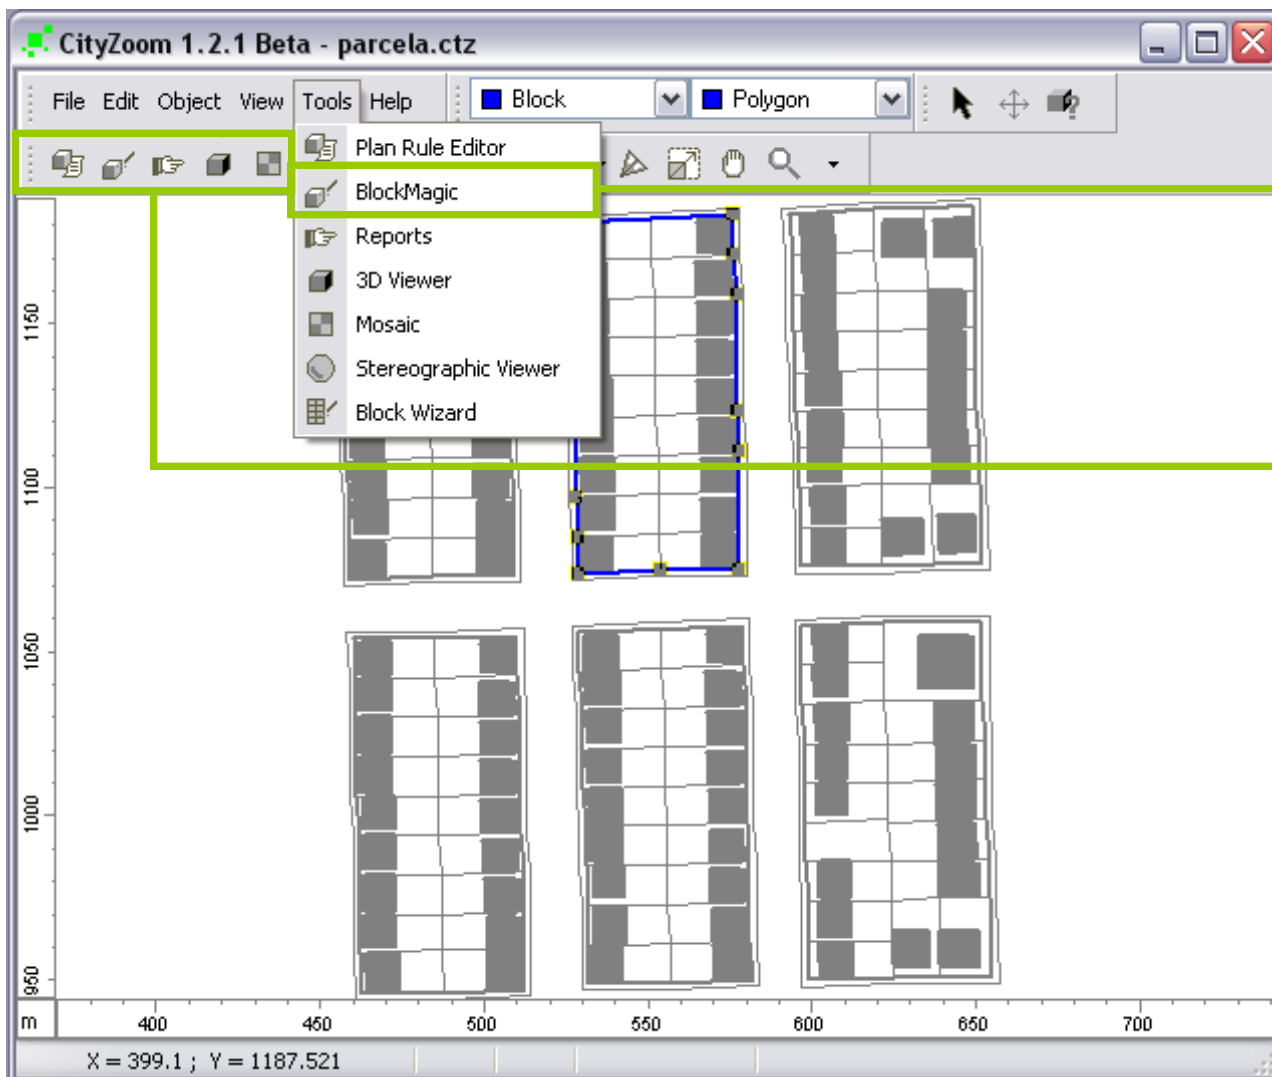 CityZoom 1.2.1 Beta - parcela.ctz
File Edit Object View Tools Help Block Polygon
Plan Rule Editor
BlockMagic
Reports
3D Viewer
Mosaic
Stereographic Viewer
Block Wizard
1150
1100
1050
1000
950
m 400 450 500 550 600 650 700
X = 399.1 ; Y = 1187.521